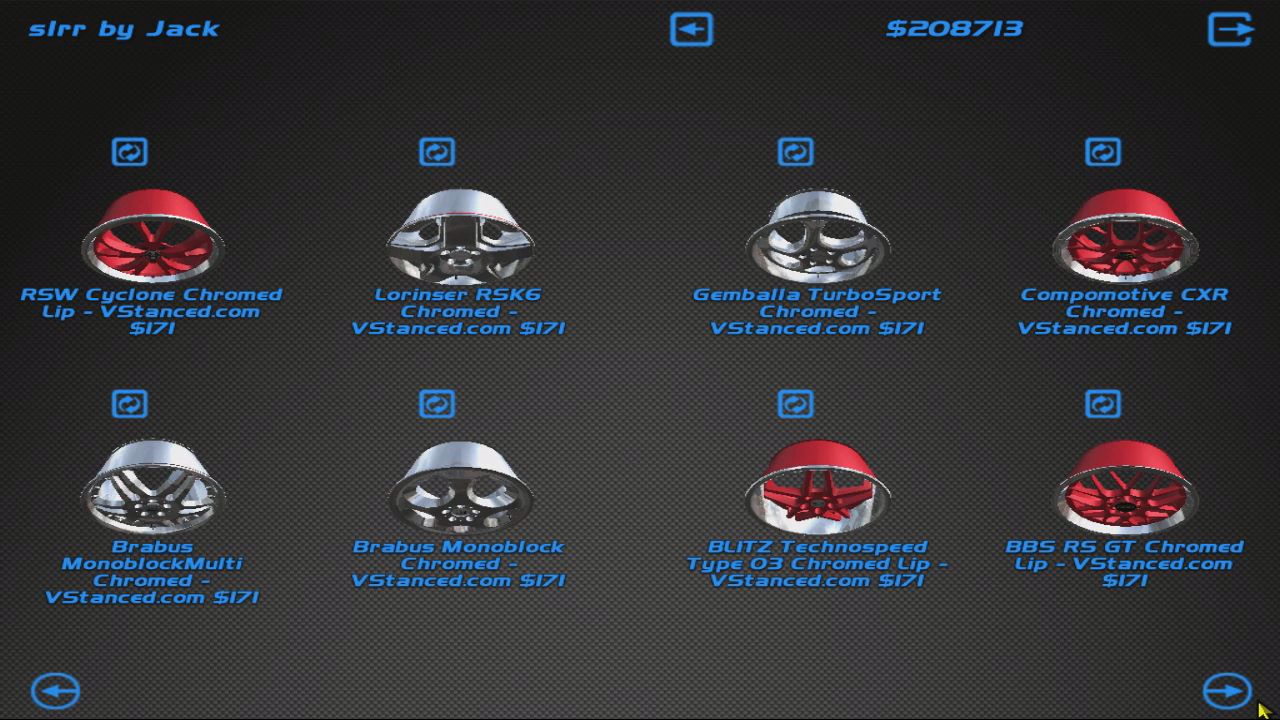 slrr by Jack
$208713
RSW Cyclone Chromed
Lip - VStanced.com
$171
Lorinser RSK6
Chromed -
VStanced.com $171
Gemballa TurboSport
Chromed -
VStanced.com $171
Compomotive CXR
Chromed -
VStanced.com $171
Brabus
MonoblockMulti
Chromed -
VStanced.com $171
Brabus Monoblock
Chromed -
VStanced.com $171
BLITZ Technospeed
Type 03 Chromed Lip -
VStanced.com $171
BBS RS GT Chromed
Lip - VStanced.com
$171